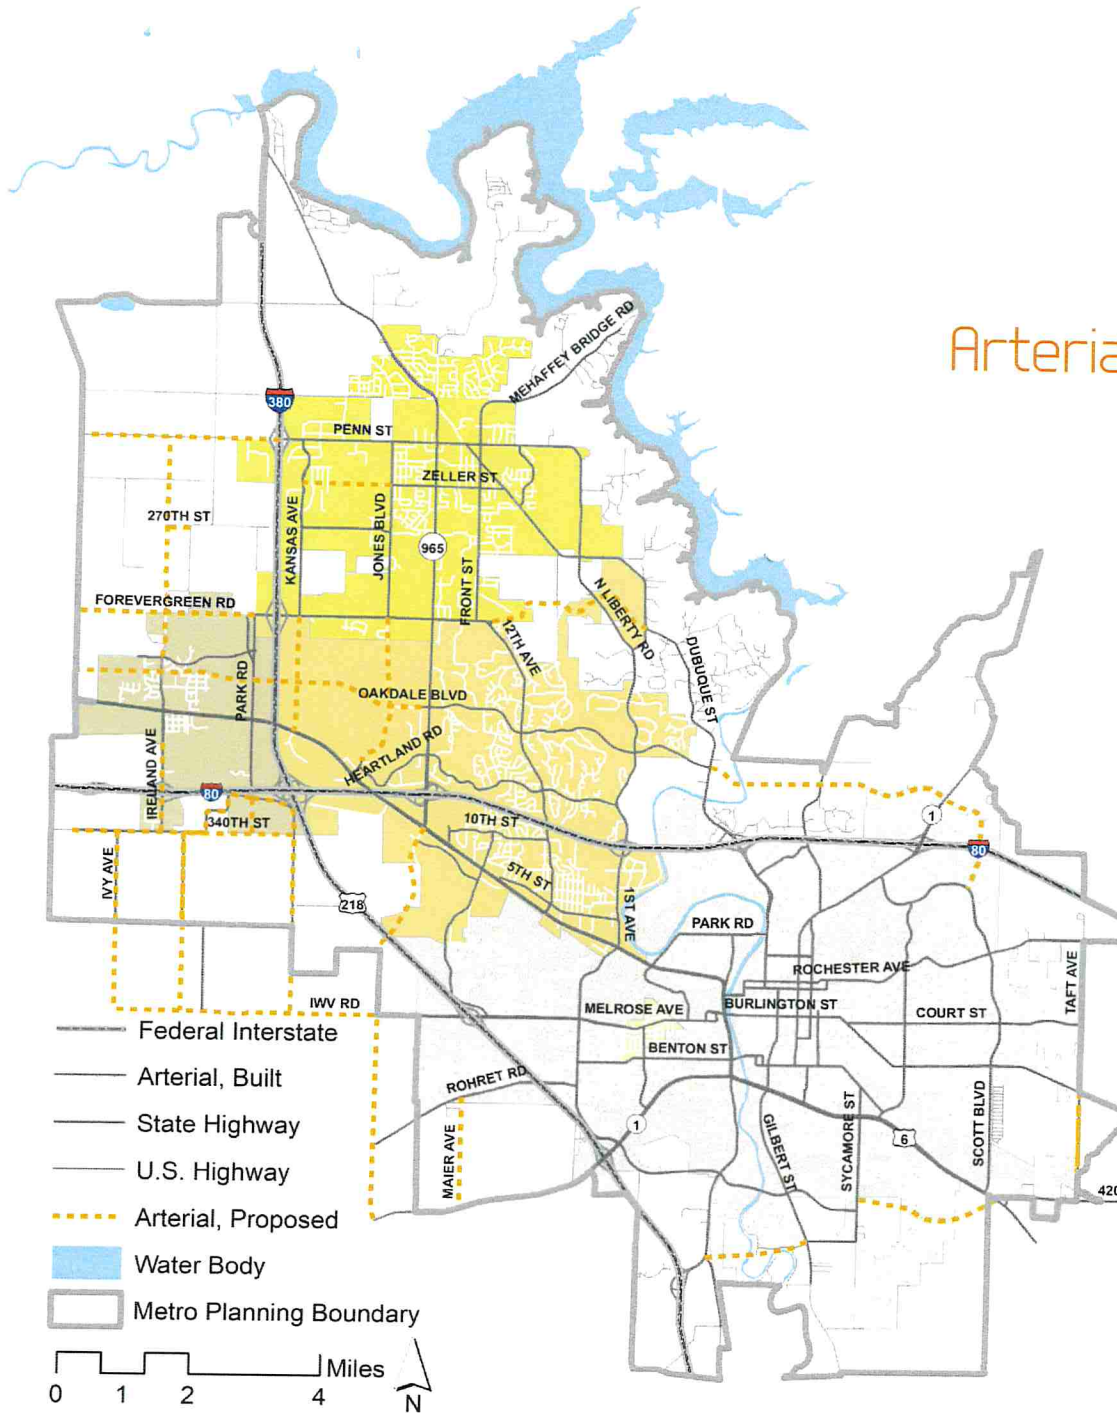 Arteria
MEHAFFEY BRIDGE RD
380
PENN ST
ZELLER ST
270TH ST
KANSAS AVE
JONES BLVD
965
FRONT ST
FOREVERGREEN RD
N LIBERTY RD
12TH AVE
DUBUQUE ST
PARK RD
OAKDALE BLVD
HEARTLAND RD
IRELAND AVE
80
340TH ST
10TH ST
1
80
IVY AVE
5TH ST
218
1ST AVE
PARK RD
ROCHESTER AVE
TAFT AVE
IWV RD
MELROSE AVE
BURLINGTON ST
COURT ST
BENTON ST
ROHRET RD
MAIER AVE
1
GILBERT ST
SYCAMORE ST
6
SCOTT BLVD
420
Federal Interstate
Arterial, Built
State Highway
U.S. Highway
Arterial, Proposed
Water Body
Metro Planning Boundary
Miles
0 1 2 4
N